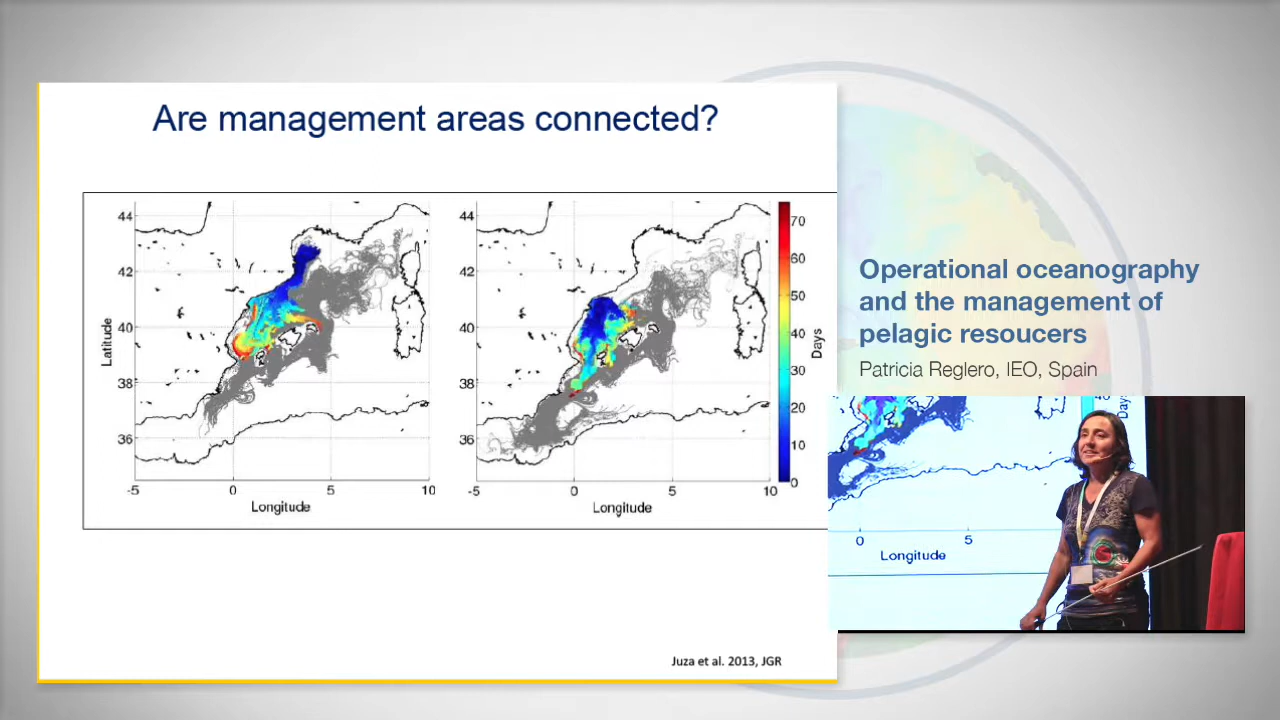 Are management areas connected?
44
42
40
38
36
Latitude
-5
0
5
10
Longitude
44
42
40
38
36
-5
0
5
10
Longitude
70
60
50
40
30
20
10
0
Days
Juza et al. 2013, JGR
Operational oceanography
and the management of
pelagic resoucers
Patricia Reglero, IEO, Spain
0
5
Longitude
Days